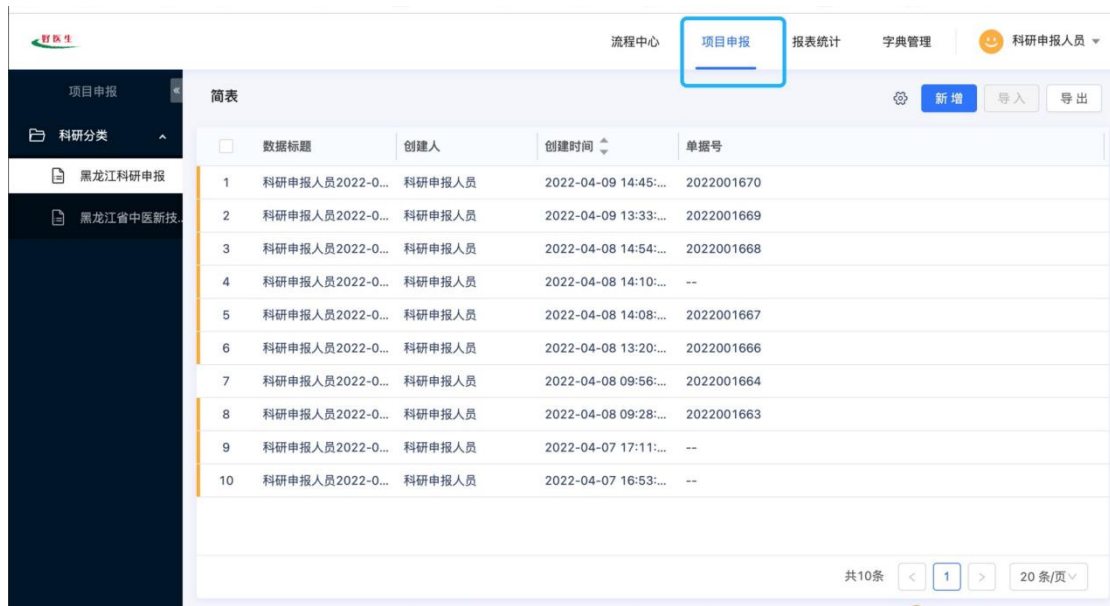 好医生
流程中心 项目申报 报表统计 字典管理 科研申报人员
项目申报
简表 新增 导入 导出
科研分类
数据标题 创建人 创建时间 单据号
黑龙江科研申报
1 科研申报人员2022-0... 科研申报人员 2022-04-09 14:45:... 2022001670
黑龙江省中医新技...
2 科研申报人员2022-0... 科研申报人员 2022-04-09 13:33:... 2022001669
3 科研申报人员2022-0... 科研申报人员 2022-04-08 14:54:... 2022001668
4 科研申报人员2022-0... 科研申报人员 2022-04-08 14:10:... --
5 科研申报人员2022-0... 科研申报人员 2022-04-08 14:08:... 2022001667
6 科研申报人员2022-0... 科研申报人员 2022-04-08 13:20:... 2022001666
7 科研申报人员2022-0... 科研申报人员 2022-04-08 09:56:... 2022001664
8 科研申报人员2022-0... 科研申报人员 2022-04-08 09:28:... 2022001663
9 科研申报人员2022-0... 科研申报人员 2022-04-07 17:11:... --
10 科研申报人员2022-0... 科研申报人员 2022-04-07 16:53:... --
共10条 < 1 > 20 条/页